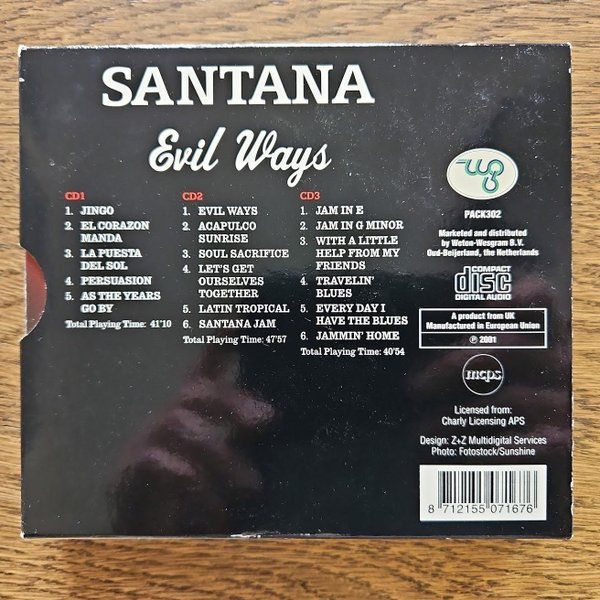 SANTANA
Evil Ways
CD1
1. JINGO
2. EL CORAZON
MANDA
3. LA PUESTA
DEL SOL
4. PERSUASION
5. AS THE YEARS
GO BY
Total Playing Time: 41'10
CD2
1. EVIL WAYS
2. ACAPULCO
SUNRISE
3. SOUL SACRIFICE
4. LET'S GET
OURSELVES
TOGETHER
5. LATIN TROPICAL
6. SANTANA JAM
Total Playing Time: 47'57
CD3
1. JAM IN E
2. JAM IN G MINOR
3. WITH A LITTLE
HELP FROM MY
FRIENDS
4. TRAVELIN'
BLUES
5. EVERY DAY I
HAVE THE BLUES
6. JAMMIN' HOME
Total Playing Time: 40'54
PACK302
Marketed and distributed
by Weton-Wesgram B.V.
Oud-Beijerland, the Netherlands
COMPACT
disc
DIGITAL AUDIO
A product from UK
Manufactured in European Union
℗ 2001
mcps
Licensed from:
Charly Licensing APS
Design: Z+Z Multidigital Services
Photo: Fotostock/Sunshine
8 712155 071676